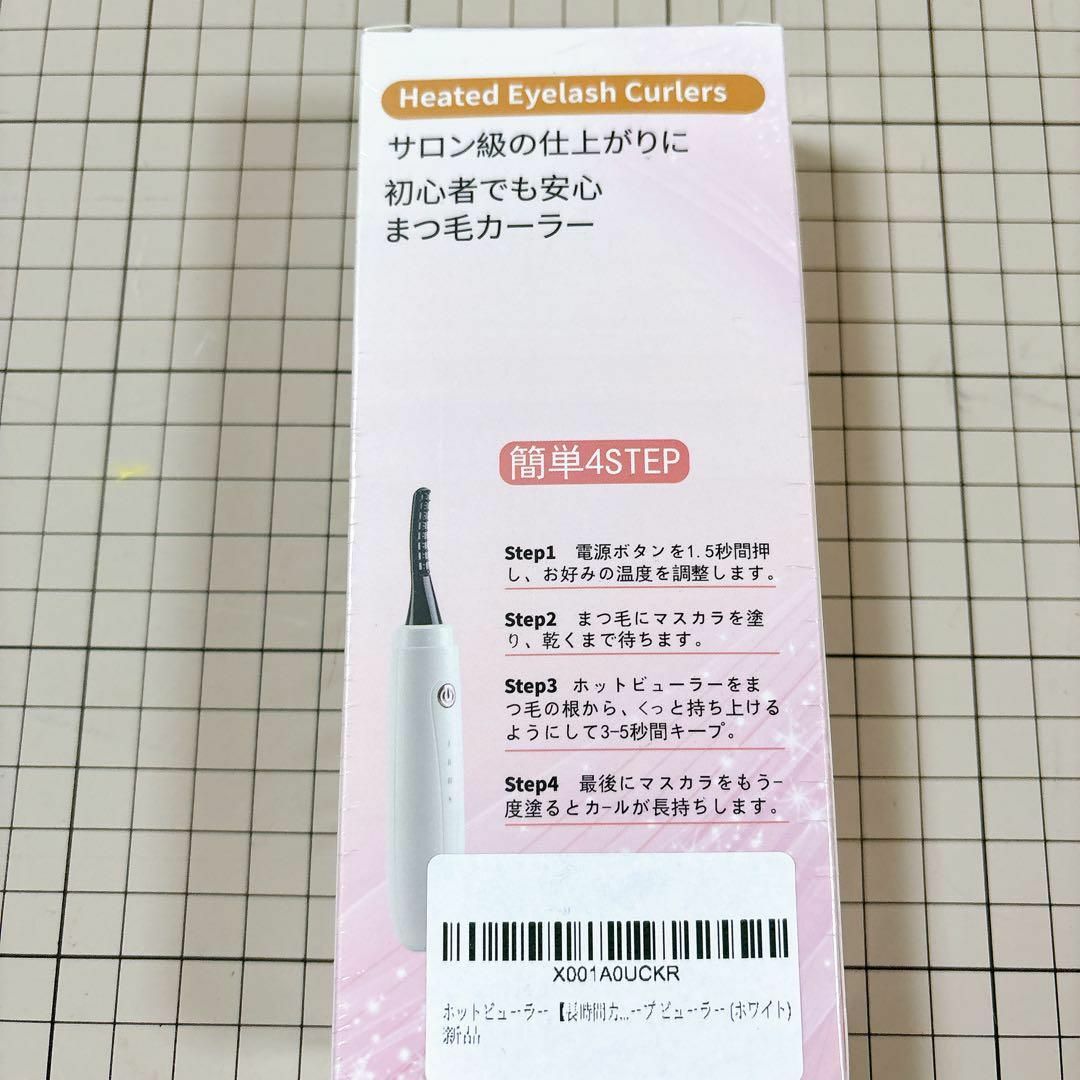 Heated Eyelash Curlers
サロン級の仕上がりに
初心者でも安心
まつ毛カーラー
簡単4STEP
Step1 電源ボタンを1.5秒間押
し、お好みの温度を調整します。
Step2 まつ毛にマスカラを塗
り、乾くまで待ちます。
Step3 ホットビューラーをま
つ毛の根から、くっと持ち上げる
ようにして3-5秒間キープ。
Step4 最後にマスカラをもう一
度塗るとカールが長持ちします。
X001A0UCKR
ホットビューラー 【長時間カ...ープ ビューラー (ホワイト)
新品